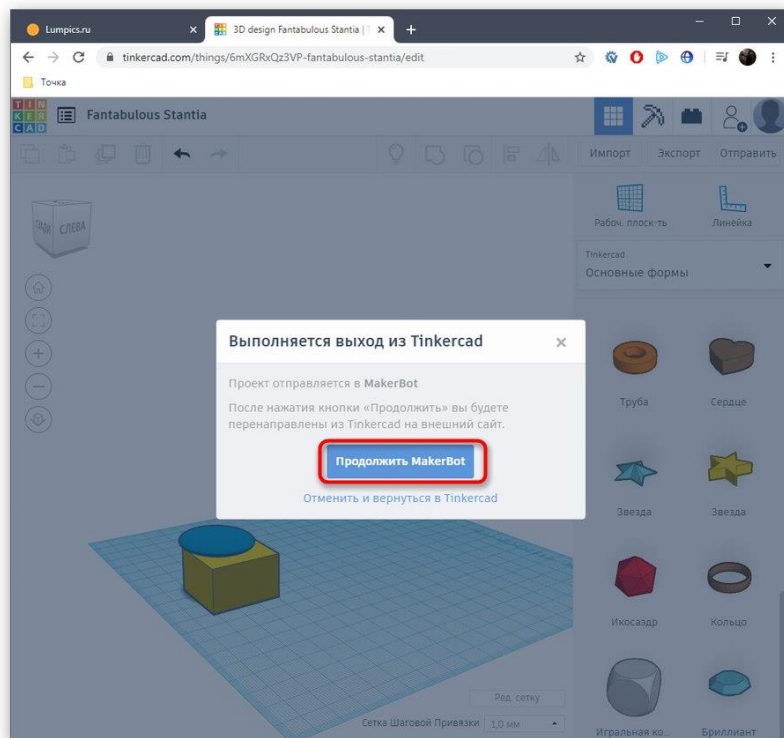 Lumpics.ru
3D design Fantabulous Stantia | T
tinkercad.com/things/6mXGRxQz3VP-fantabulous-stantia/edit
Точка
TIN
KER
CAD
Fantabulous Stantia
Импорт Экспорт Отправить
СЛЕВА
Рабоч. плоск-ть Линейка
Tinkercad
Основные формы
Выполняется выход из Tinkercad
Проект отправляется в MakerBot
После нажатия кнопки «Продолжить» вы будете
перенаправлены из Tinkercad на внешний сайт.
Продолжить MakerBot
Отменить и вернуться в Tinkercad
Труба Сердце
Звезда Звезда
Икосаэдр Кольцо
Ред. сетку
Сетка Шаговой Привязки 1,0 мм
Игральная ко... Бриллиант